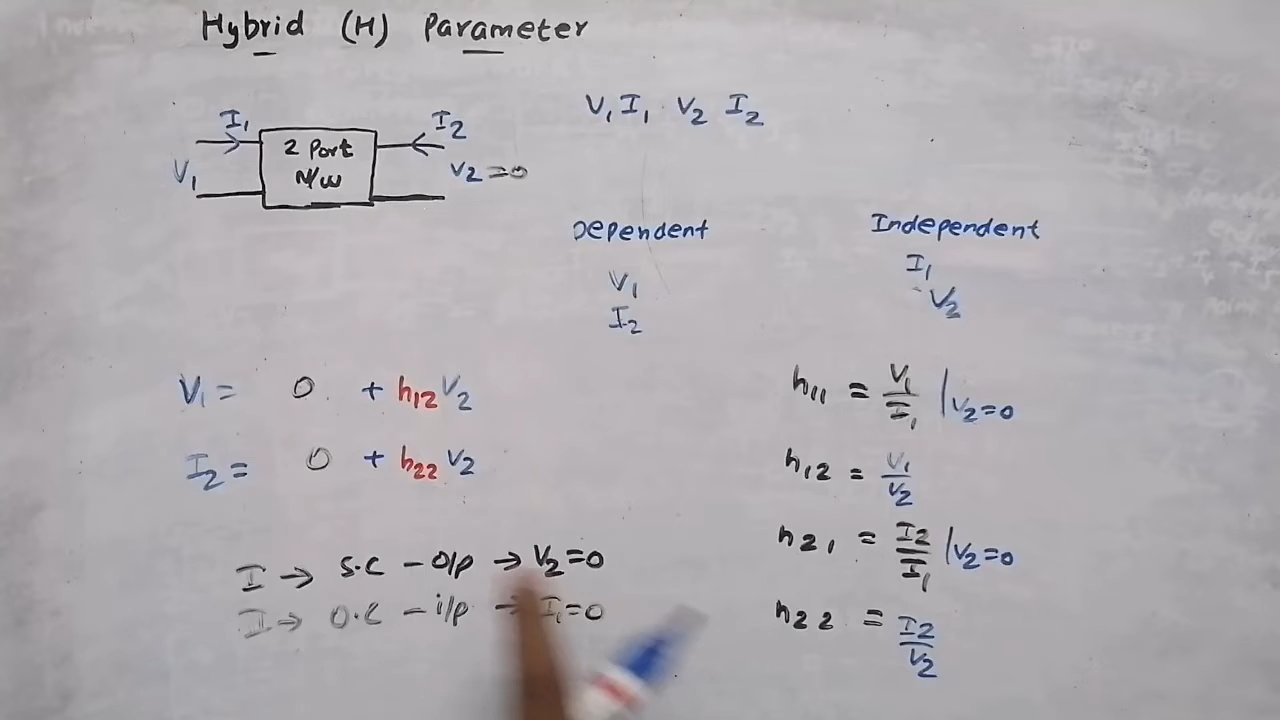 Hybrid (H) Parameter
V₁ I₁ V₂ I₂
I₁
I₂
2 Port
N/W
V₁
V₂ = 0
Dependent
Independent
V₁
I₂
I₁
V₂
V₁ = 0 + h₁₂ V₂
I₂ = 0 + h₂₂ V₂
I → S.C - o/p → V₂ = 0
I → O.C - i/p → I₁ = 0
h₁₁ = V₁/I₁ |V₂=0
h₁₂ = V₁/V₂
h₂₁ = I₂/I₁ |V₂=0
h₂₂ = I₂/V₂